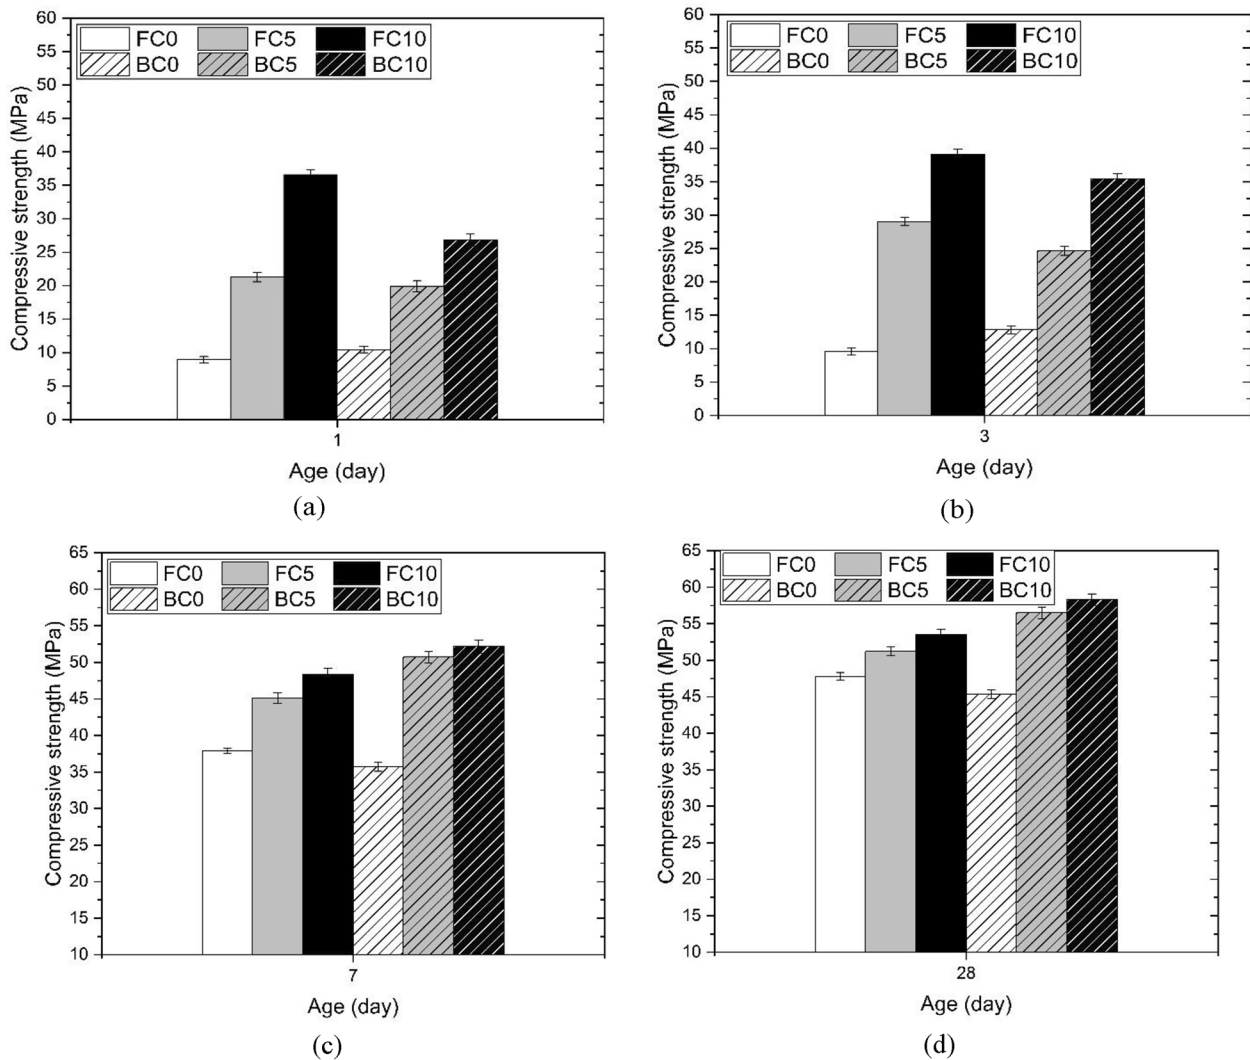 60
55
50
45
40
35
30
25
20
15
10
5
0
Compressive strength (MPa)
FC0 FC5 FC10
BC0 BC5 BC10
1
Age (day)
(a)
60
55
50
45
40
35
30
25
20
15
10
5
0
Compressive strength (MPa)
FC0 FC5 FC10
BC0 BC5 BC10
3
Age (day)
(b)
65
60
55
50
45
40
35
30
25
20
15
10
Compressive strength (MPa)
FC0 FC5 FC10
BC0 BC5 BC10
7
Age (day)
(c)
65
60
55
50
45
40
35
30
25
20
15
10
Compressive strength (MPa)
FC0 FC5 FC10
BC0 BC5 BC10
28
Age (day)
(d)